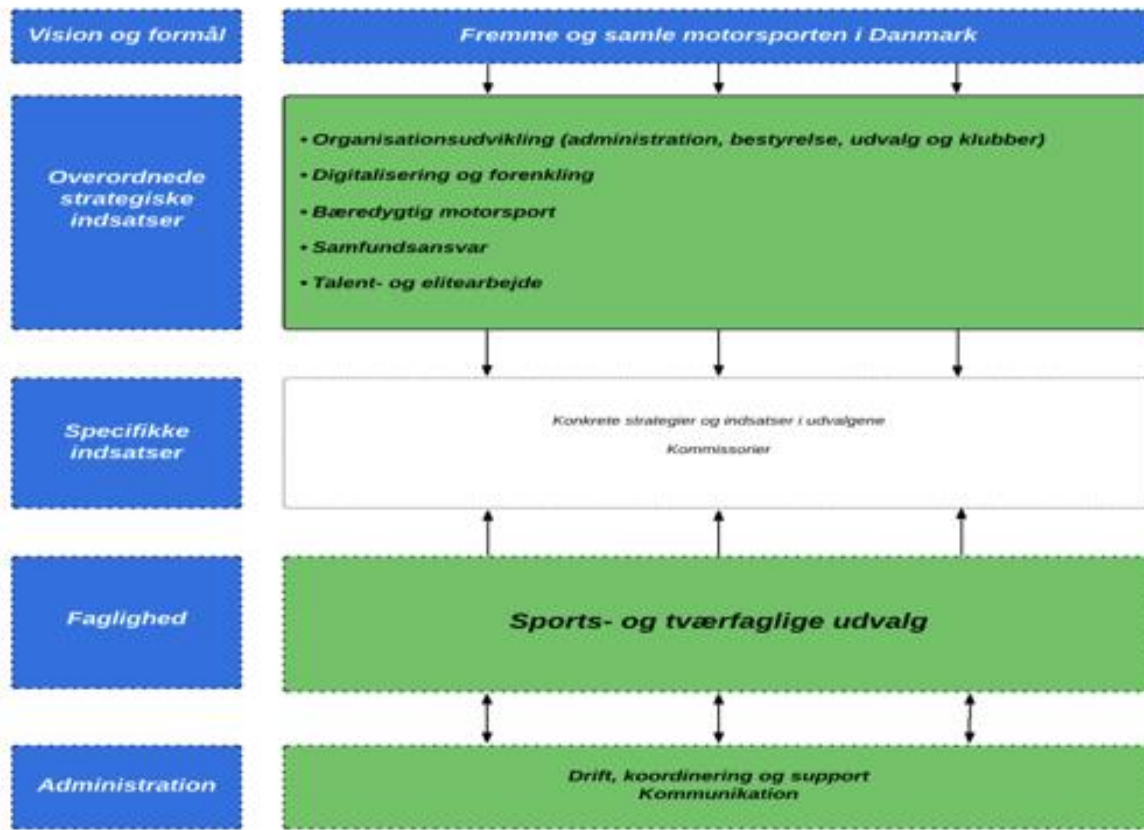 Vision og formål
Fremme og samle motorsporten i Danmark
Overordnede
strategiske
indsatser
• Organisationsudvikling (administration, bestyrelse, udvalg og klubber)
• Digitalisering og forenkling
• Bæredygtig motorsport
• Samfundsansvar
• Talent- og elitearbejde
Specifikke
indsatser
Konkrete strategier og indsatser i udvalgene
Kommissorier
Faglighed
Sports- og tværfaglige udvalg
Administration
Drift, koordinering og support
Kommunikation